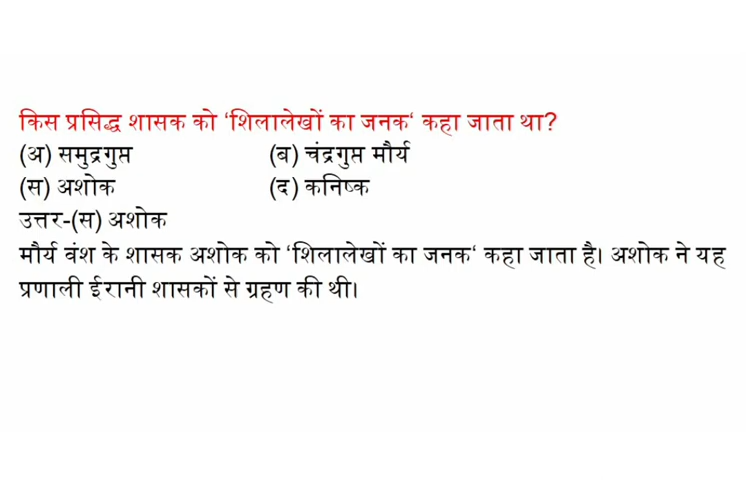 किस प्रसिद्ध शासक को ‘शिलालेखों का जनक‘ कहा जाता था?
(अ) समुद्रगुप्त (ब) चंद्रगुप्त मौर्य
(स) अशोक (द) कनिष्क
उत्तर-(स) अशोक
मौर्य वंश के शासक अशोक को ‘शिलालेखों का जनक‘ कहा जाता है। अशोक ने यह
प्रणाली ईरानी शासकों से ग्रहण की थी।